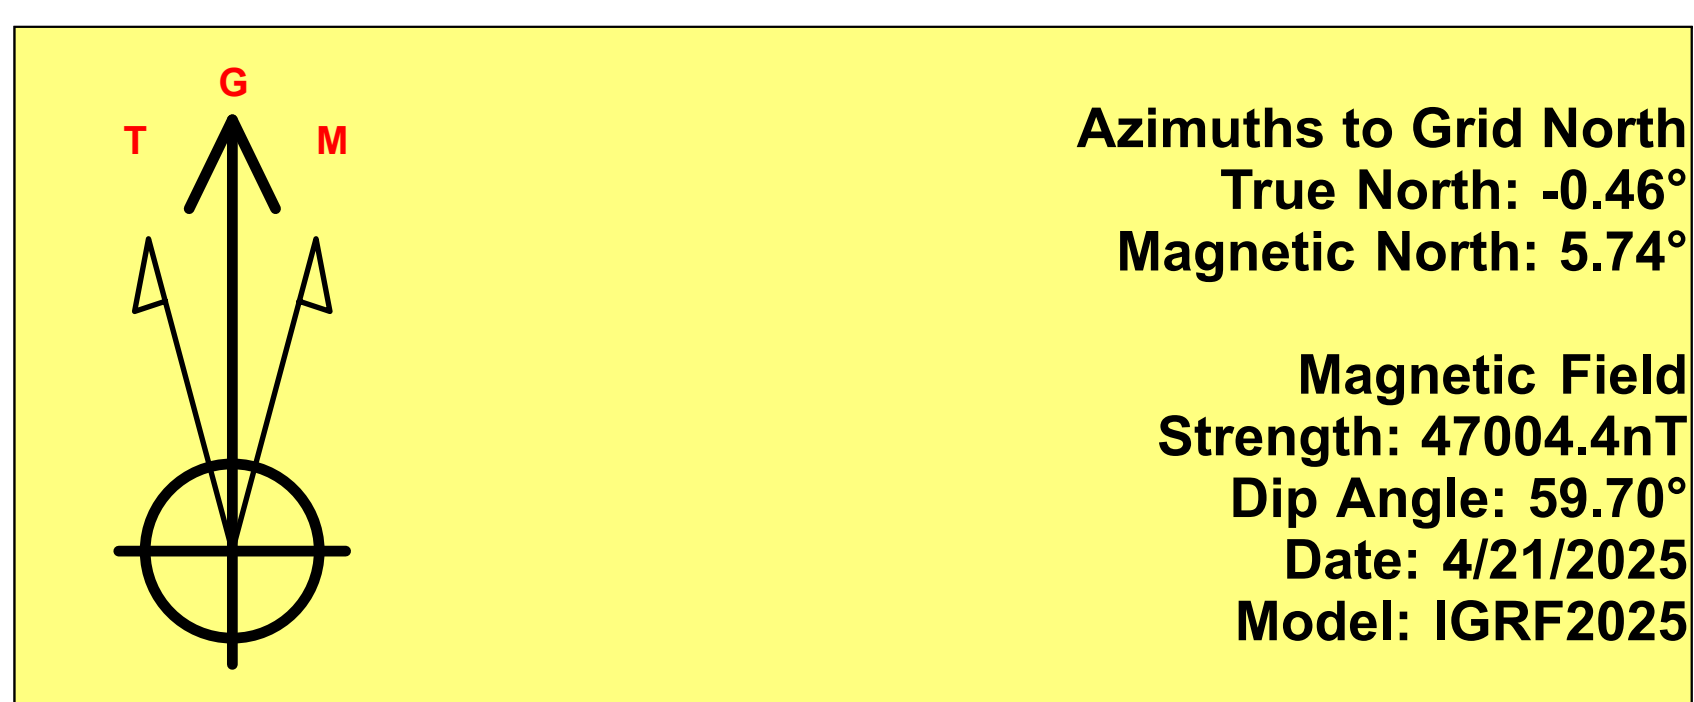 G
T
M
Azimuths to Grid North
True North: -0.46°
Magnetic North: 5.74°
Magnetic Field
Strength: 47004.4nT
Dip Angle: 59.70°
Date: 4/21/2025
Model: IGRF2025